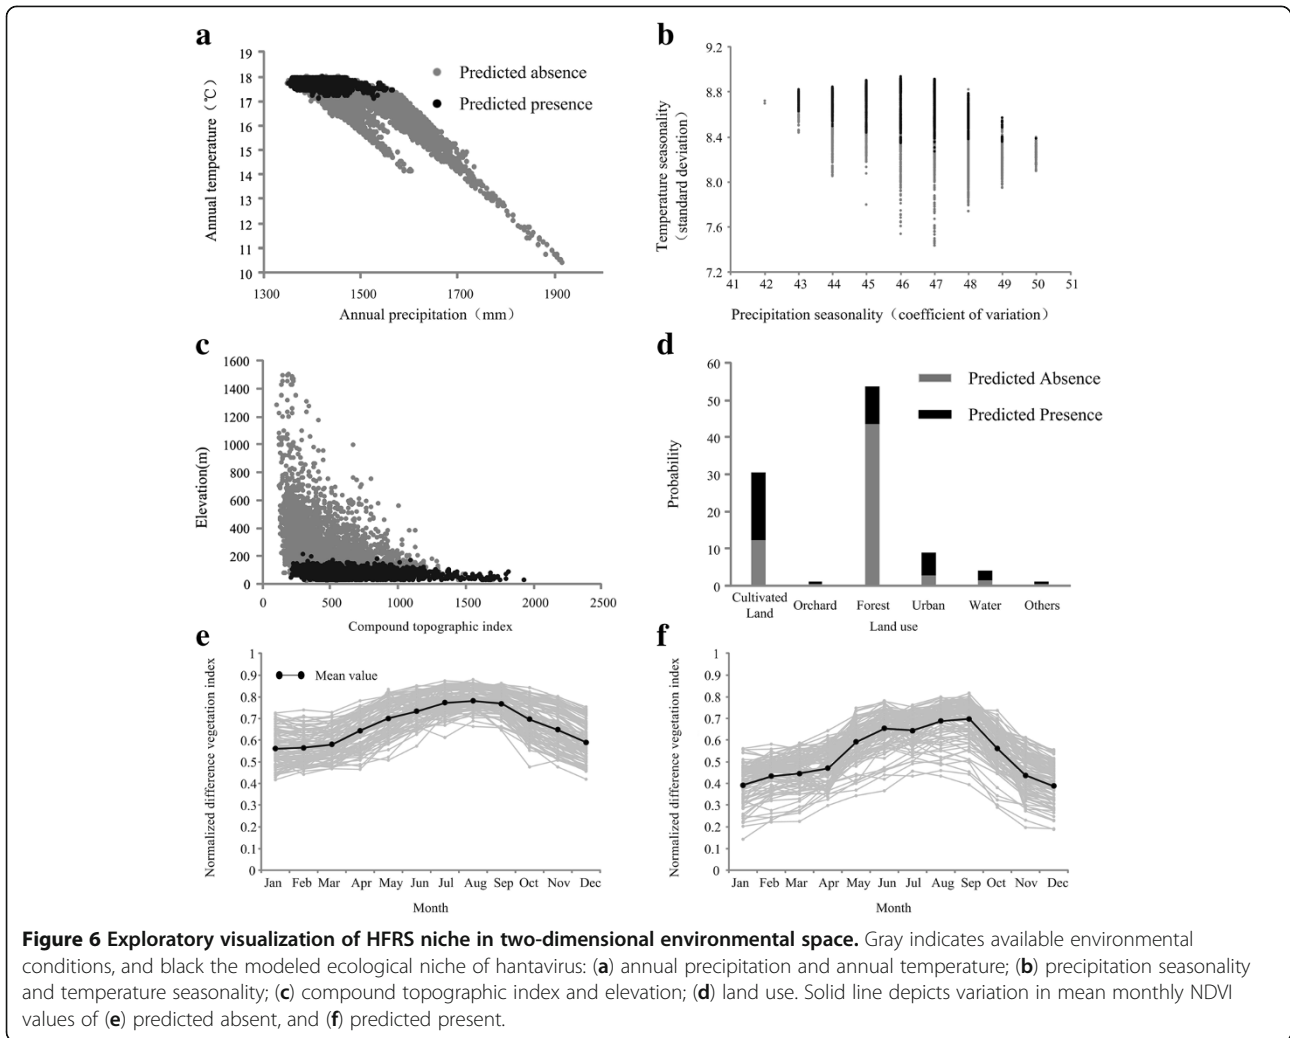 a
19
18
17
16
15
14
13
12
11
10
Annual temperature（℃）
Predicted absence
Predicted presence
1300 1500 1700 1900
Annual precipitation（mm）
b
9.2
8.8
8.4
8.0
7.6
7.2
Temperature seasonality
（standard deviation）
41 42 43 44 45 46 47 48 49 50 51
Precipitation seasonality（coefficient of variation）
c
1600
1400
1200
1000
800
600
400
200
0
Elevation(m)
0 500 1000 1500 2000 2500
Compound topographic index
d
60
50
40
30
20
10
0
Probability
Predicted Absence
Predicted Presence
Cultivated Land Orchard Forest Urban Water Others
Land use
e
1
0.9
0.8
0.7
0.6
0.5
0.4
0.3
0.2
0.1
0
Normalized difference vegetation index
Mean value
Jan Feb Mar Apr May Jun Jul Aug Sep Oct Nov Dec
Month
f
1
0.9
0.8
0.7
0.6
0.5
0.4
0.3
0.2
0.1
0
Normalized difference vegetation index
Jan Feb Mar Apr May Jun Jul Aug Sep Oct Nov Dec
Month
Figure 6 Exploratory visualization of HFRS niche in two-dimensional environmental space. Gray indicates available environmental
conditions, and black the modeled ecological niche of hantavirus: (a) annual precipitation and annual temperature; (b) precipitation seasonality
and temperature seasonality; (c) compound topographic index and elevation; (d) land use. Solid line depicts variation in mean monthly NDVI
values of (e) predicted absent, and (f) predicted present.